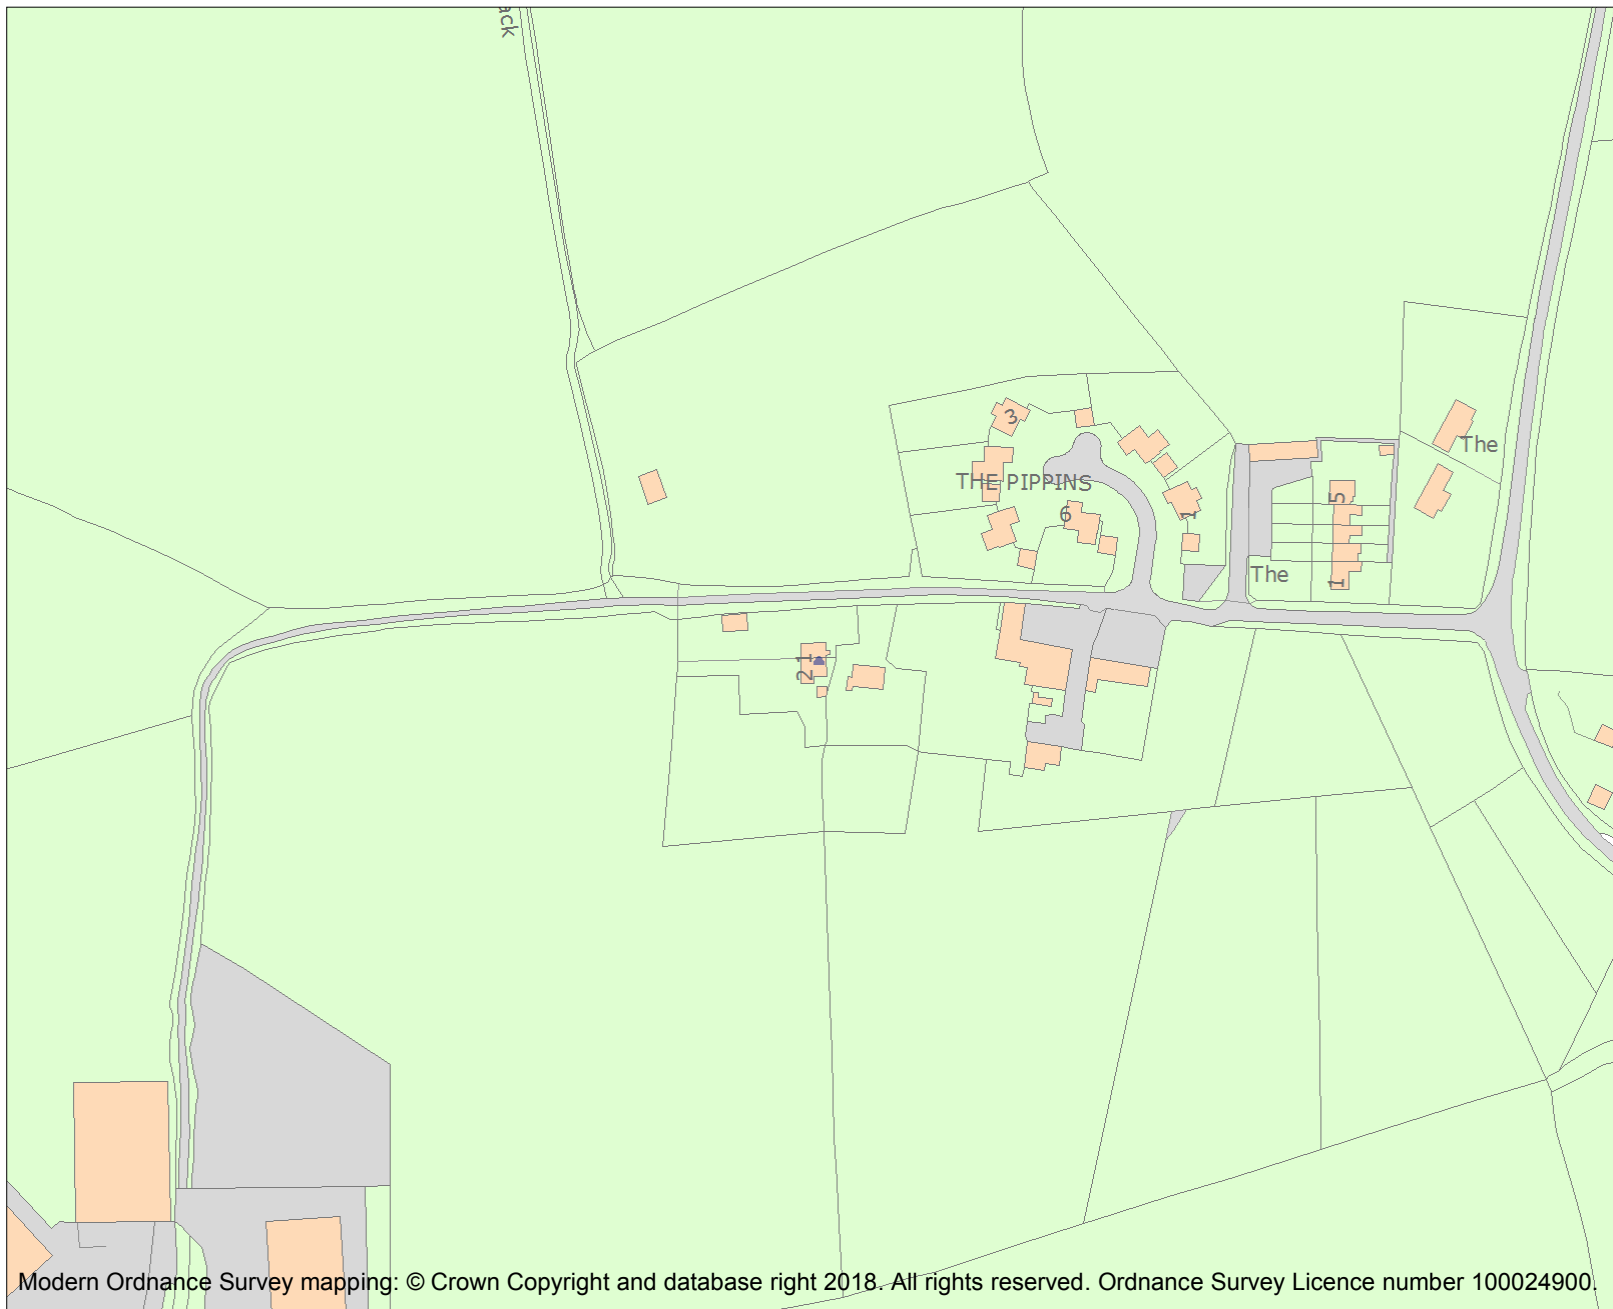 ack
3
The
THE PIPPINS
5
6
1
The
1
21
Modern Ordnance Survey mapping: © Crown Copyright and database right 2018. All rights reserved. Ordnance Survey Licence number 100024900.